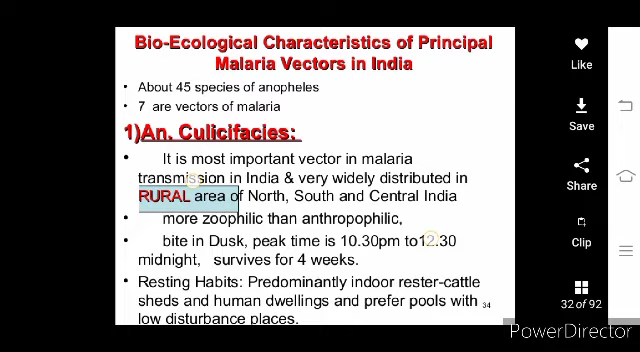 Bio-Ecological Characteristics of Principal
Malaria Vectors in India
• About 45 species of anopheles
• 7 are vectors of malaria
1)An. Culicifacies:
• It is most important vector in malaria
transmission in India & very widely distributed in
RURAL area of North, South and Central India
• more zoophilic than anthropophilic,
• bite in Dusk, peak time is 10.30pm to12.30
midnight, survives for 4 weeks.
• Resting Habits: Predominantly indoor rester-cattle
sheds and human dwellings and prefer pools with
low disturbance places.
34
Like
Save
Share
Clip
32 of 92
PowerDirector